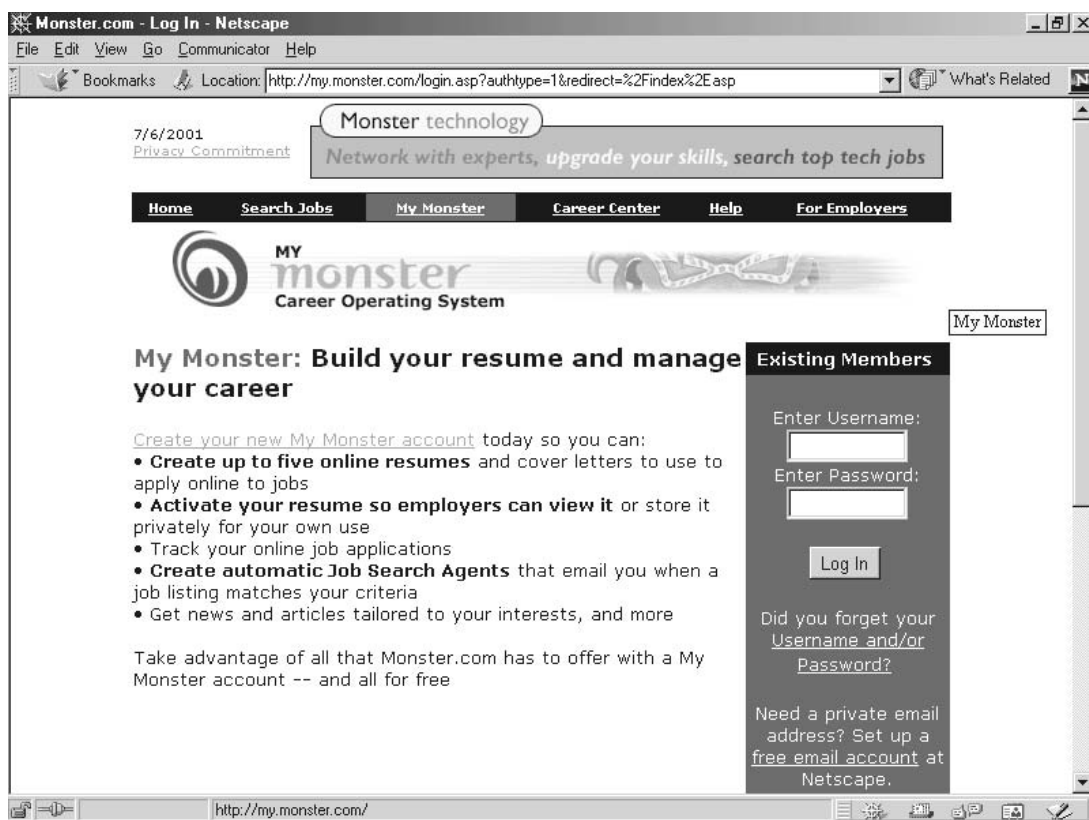 Monster.com - Log In - Netscape
File Edit View Go Communicator Help
Bookmarks Location: http://my.monster.com/login.asp?authtype=1&redirect=%2Findex%2Easp What's Related N
7/6/2001
Privacy Commitment
Monster technology
Network with experts, upgrade your skills, search top tech jobs
Home Search Jobs My Monster Career Center Help For Employers
MY
monster
Career Operating System
My Monster
My Monster: Build your resume and manage
your career
Create your new My Monster account today so you can:
• Create up to five online resumes and cover letters to use to
apply online to jobs
• Activate your resume so employers can view it or store it
privately for your own use
• Track your online job applications
• Create automatic Job Search Agents that email you when a
job listing matches your criteria
• Get news and articles tailored to your interests, and more
Take advantage of all that Monster.com has to offer with a My
Monster account -- and all for free
Existing Members
Enter Username:
Enter Password:
Log In
Did you forget your
Username and/or
Password?
Need a private email
address? Set up a
free email account at
Netscape.
http://my.monster.com/